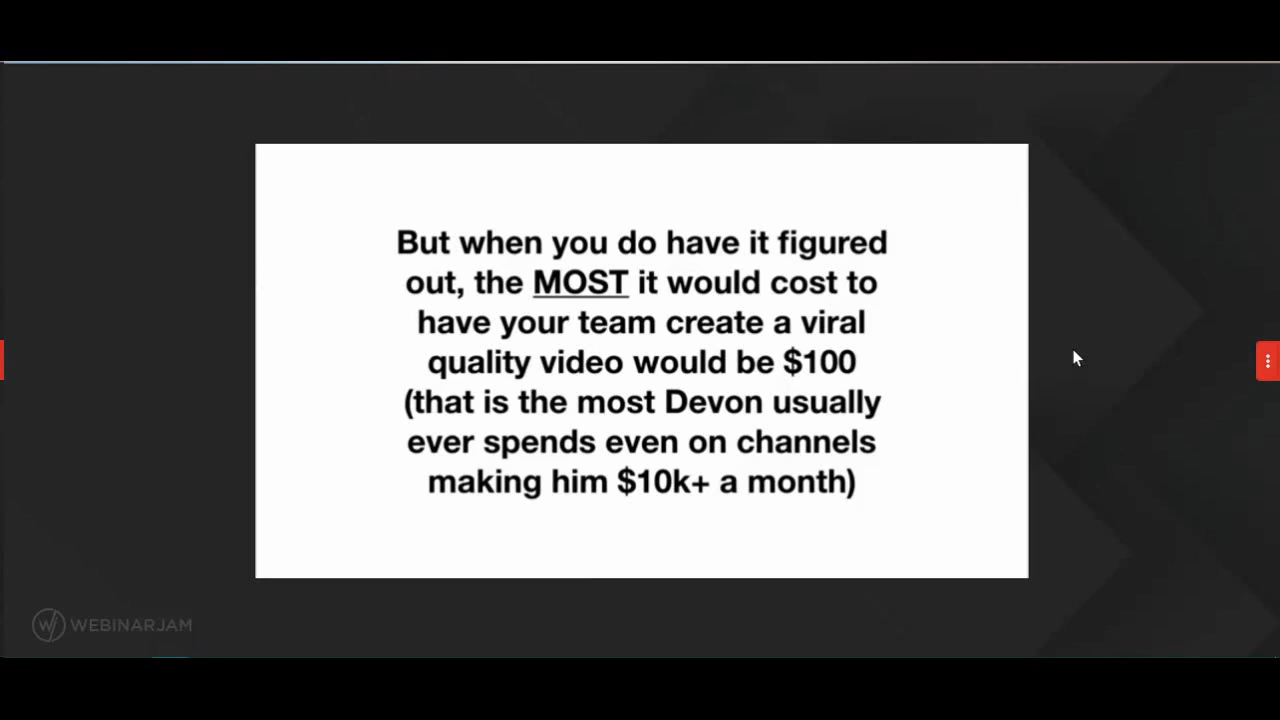 But when you do have it figured
out, the MOST it would cost to
have your team create a viral
quality video would be $100
(that is the most Devon usually
ever spends even on channels
making him $10k+ a month)
WEBINARJAM